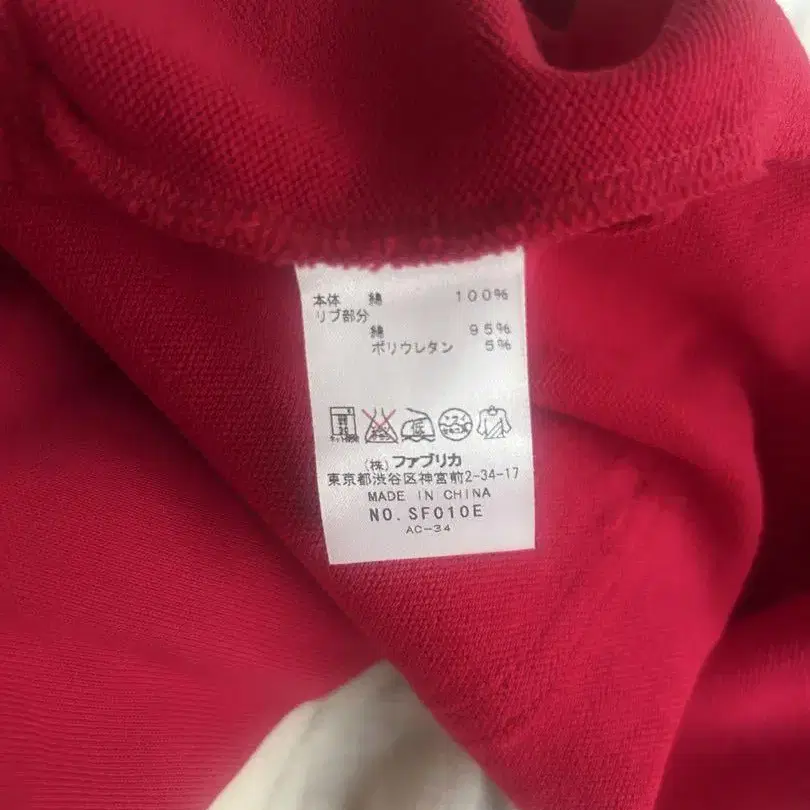 本体 綿 100%
リブ部分
綿 95%
ポリウレタン 5%
低
(株)ファブリカ
東京都渋谷区神宮前2-34-17
MADE IN CHINA
NO.SF010E
AC-34